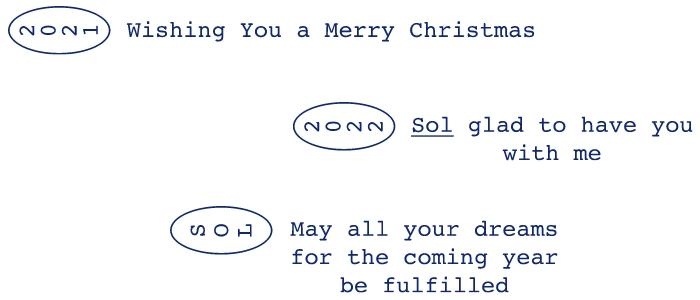 2021 Wishing You a Merry Christmas
2022 Sol glad to have you
with me
SOL May all your dreams
for the coming year
be fulfilled